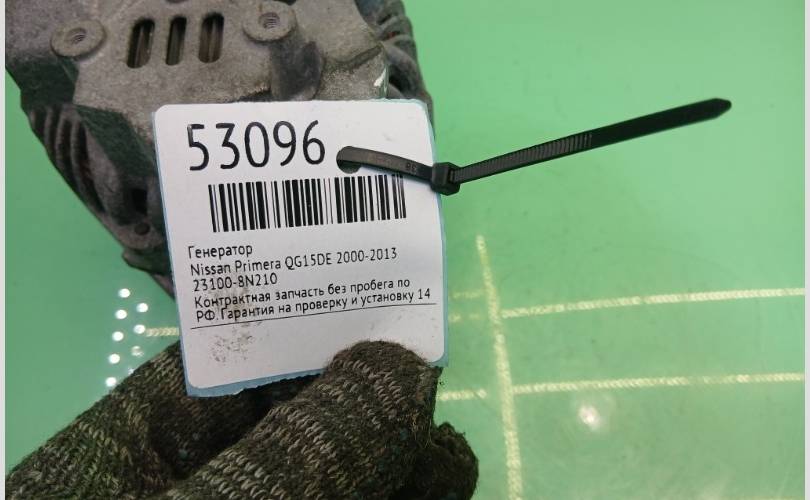 53096
Генератор
Nissan Primera QG15DE 2000-2013
23100-8N210
Контрактная запчасть без пробега по
РФ. Гарантия на проверку и установку 14